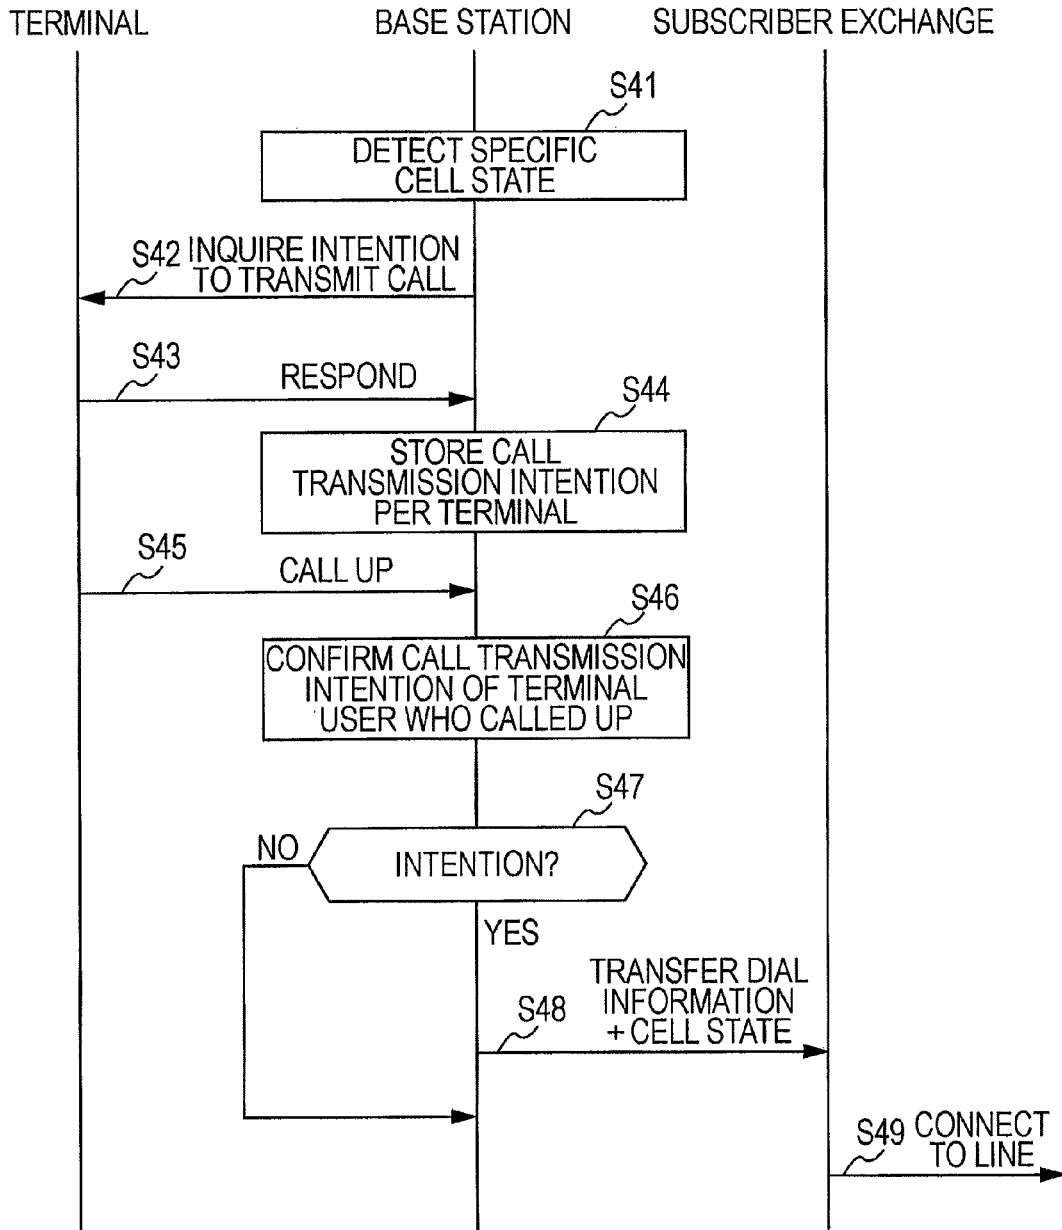 TERMINAL
BASE STATION
SUBSCRIBER EXCHANGE
S41
DETECT SPECIFIC
CELL STATE
S42
INQUIRE INTENTION
TO TRANSMIT CALL
S43
RESPOND
S44
STORE CALL
TRANSMISSION INTENTION
PER TERMINAL
S45
CALL UP
S46
CONFIRM CALL TRANSMISSION
INTENTION OF TERMINAL
USER WHO CALLED UP
S47
NO
INTENTION?
YES
TRANSFER DIAL
INFORMATION
+ CELL STATE
S48
S49
CONNECT
TO LINE